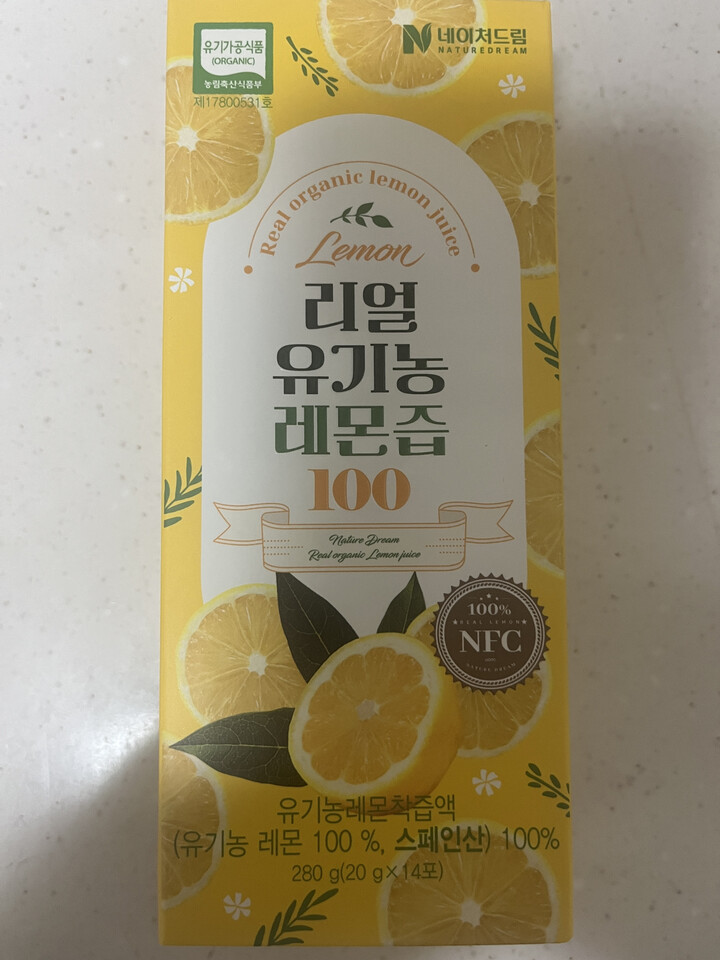 유기가공식품
(ORGANIC)
농림축산식품부
제17800531호
네이처드림
NATUREDREAM
Real organic lemon juice
Lemon
리얼
유기농
레몬즙
100
Nature Dream
Real organic Lemon juice
100%
REAL LEMON
NFC
NATURE DREAM
유기농레몬착즙액
(유기농 레몬 100 %, 스페인산) 100%
280 g(20 g×14포)